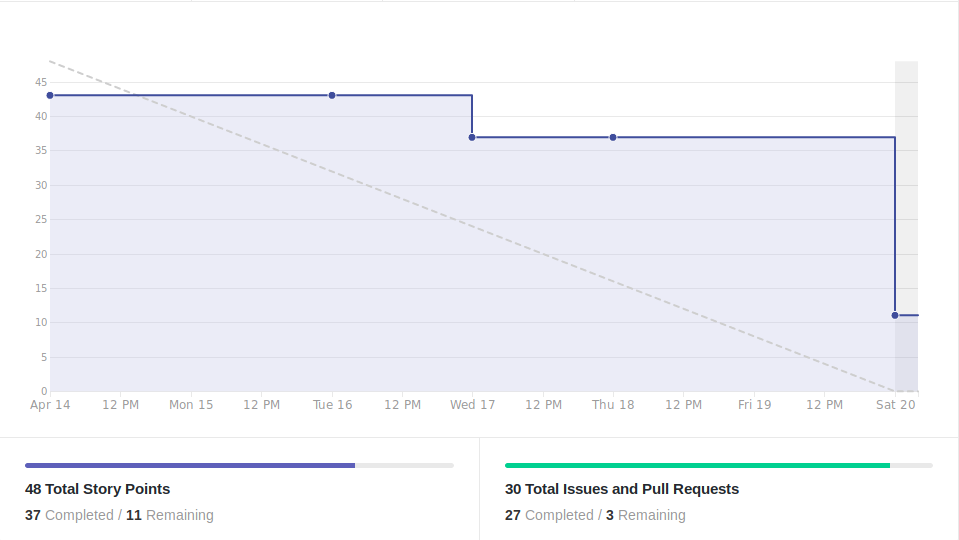 45
40
35
30
25
20
15
10
5
0
Apr 14 12 PM Mon 15 12 PM Tue 16 12 PM Wed 17 12 PM Thu 18 12 PM Fri 19 12 PM Sat 20
48 Total Story Points
37 Completed / 11 Remaining
30 Total Issues and Pull Requests
27 Completed / 3 Remaining